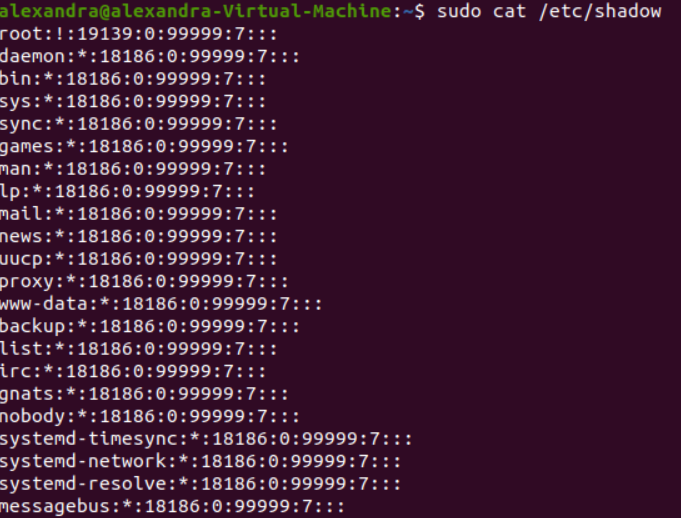 alexandra@alexandra-Virtual-Machine:~$ sudo cat /etc/shadow
root:!:19139:0:99999:7:::
daemon:*:18186:0:99999:7:::
bin:*:18186:0:99999:7:::
sys:*:18186:0:99999:7:::
sync:*:18186:0:99999:7:::
games:*:18186:0:99999:7:::
man:*:18186:0:99999:7:::
lp:*:18186:0:99999:7:::
mail:*:18186:0:99999:7:::
news:*:18186:0:99999:7:::
uucp:*:18186:0:99999:7:::
proxy:*:18186:0:99999:7:::
www-data:*:18186:0:99999:7:::
backup:*:18186:0:99999:7:::
list:*:18186:0:99999:7:::
irc:*:18186:0:99999:7:::
gnats:*:18186:0:99999:7:::
nobody:*:18186:0:99999:7:::
systemd-timesync:*:18186:0:99999:7:::
systemd-network:*:18186:0:99999:7:::
systemd-resolve:*:18186:0:99999:7:::
messagebus:*:18186:0:99999:7:::